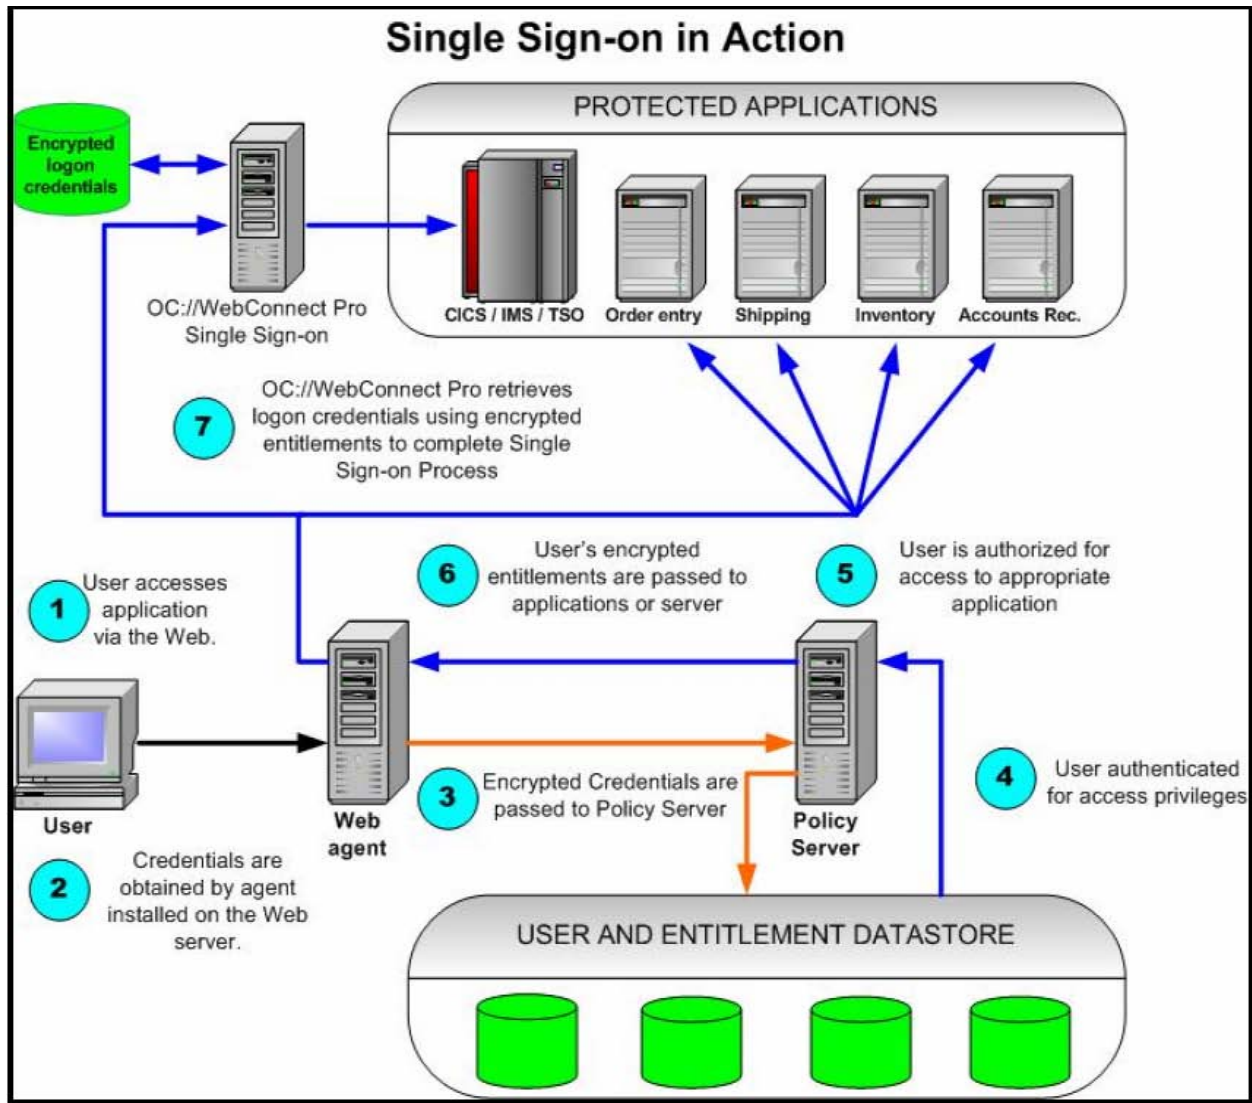 Single Sign-on in Action
PROTECTED APPLICATIONS
Encrypted
logon
credentials
OC://WebConnect Pro
Single Sign-on
CICS / IMS / TSO
Order entry
Shipping
Inventory
Accounts Rec.
7
OC://WebConnect Pro retrieves
logon credentials using encrypted
entitlements to complete Single
Sign-on Process
1
User accesses
application
via the Web.
6
User's encrypted
entitlements are passed to
applications or server
5
User is authorized for
access to appropriate
application
User
Web
agent
3
Encrypted Credentials are
passed to Policy Server
Policy
Server
4
User authenticated
for access privileges
2
Credentials are
obtained by agent
installed on the Web
server.
USER AND ENTITLEMENT DATASTORE